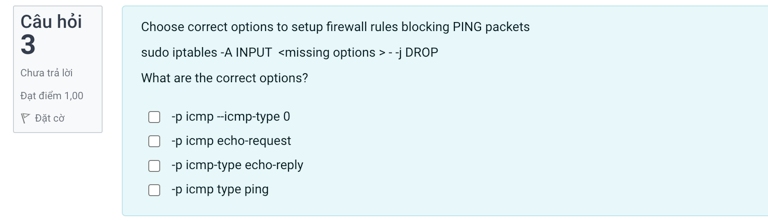 Câu hỏi
3
Chưa trả lời
Đạt điểm 1,00
Đặt cờ
Choose correct options to setup firewall rules blocking PING packets
sudo iptables -A INPUT <missing options > - -j DROP
What are the correct options?
-p icmp --icmp-type 0
-p icmp echo-request
-p icmp-type echo-reply
-p icmp type ping